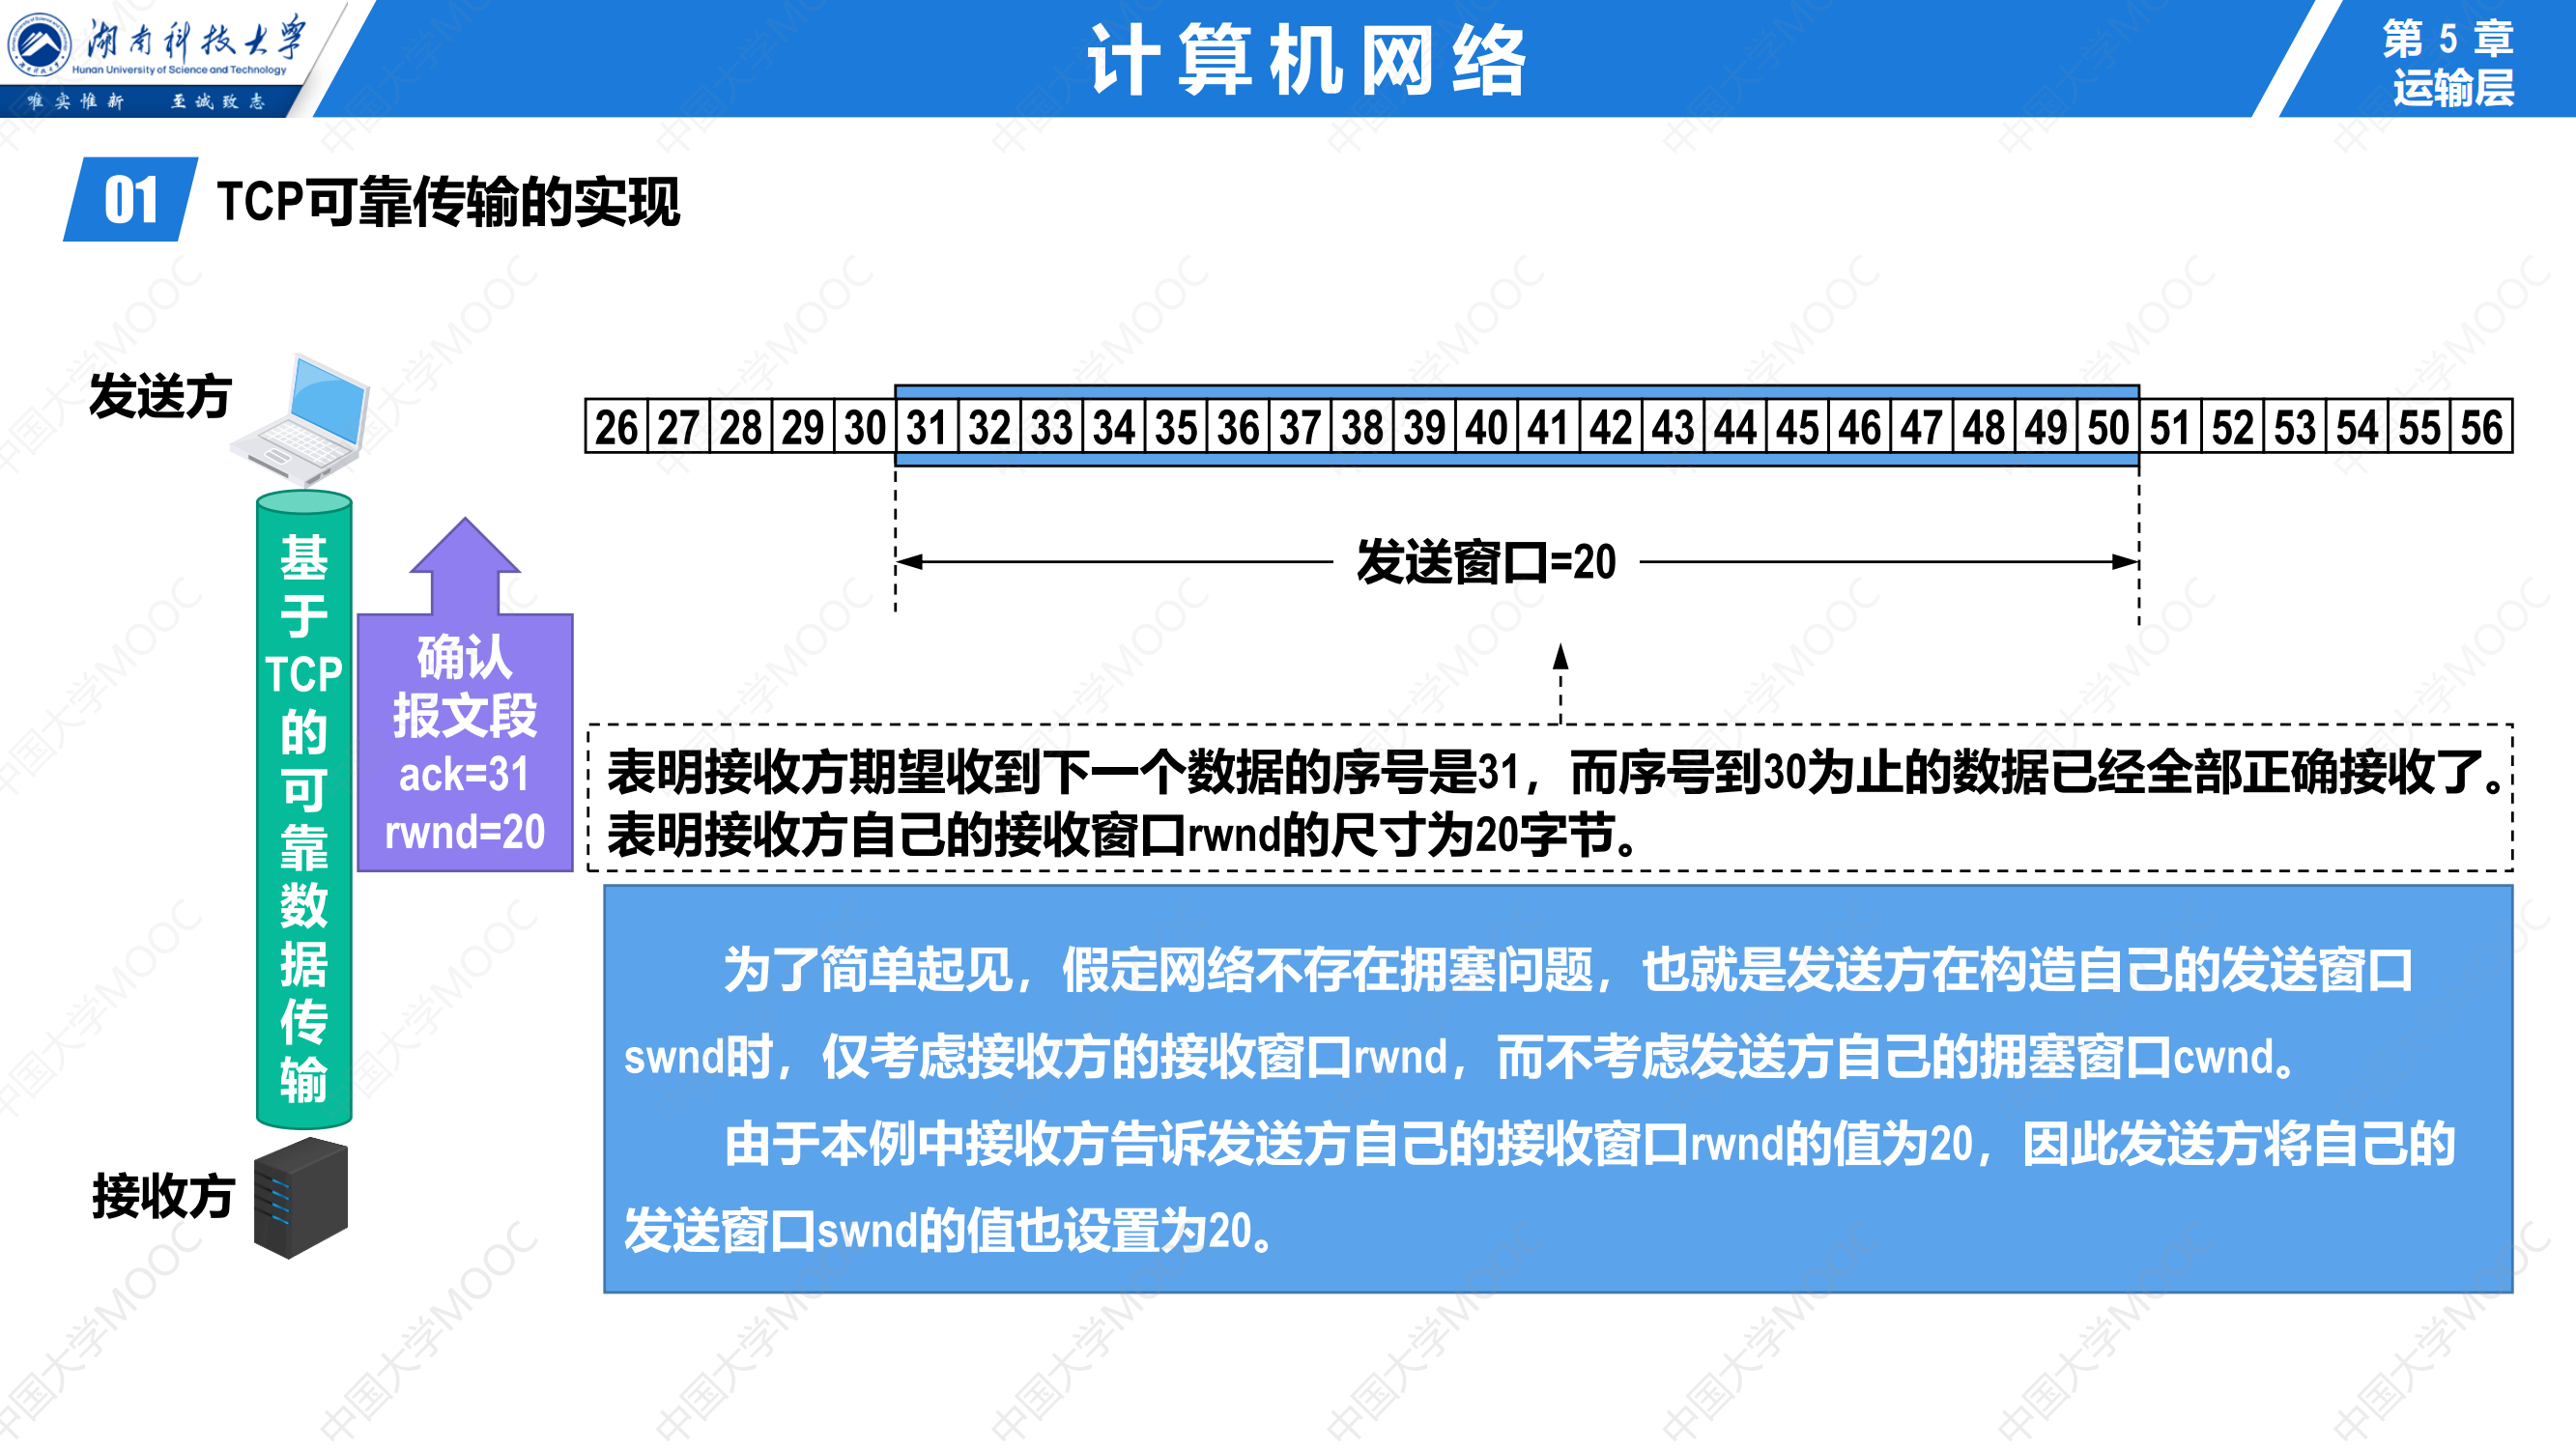 湖南科技大学
Hunan University of Science and Technology
唯实惟新 至诚致志
计算机网络
第 5 章
运输层
01 TCP可靠传输的实现
发送方
26 27 28 29 30 31 32 33 34 35 36 37 38 39 40 41 42 43 44 45 46 47 48 49 50 51 52 53 54 55 56
发送窗口=20
基于TCP的可靠数据传输
确认
报文段
ack=31
rwnd=20
表明接收方期望收到下一个数据的序号是31，而序号到30为止的数据已经全部正确接收了。
表明接收方自己的接收窗口rwnd的尺寸为20字节。
为了简单起见，假定网络不存在拥塞问题，也就是发送方在构造自己的发送窗口
swnd时，仅考虑接收方的接收窗口rwnd，而不考虑发送方自己的拥塞窗口cwnd。
由于本例中接收方告诉发送方自己的接收窗口rwnd的值为20，因此发送方将自己的
发送窗口swnd的值也设置为20。
接收方
中国大学MOOC